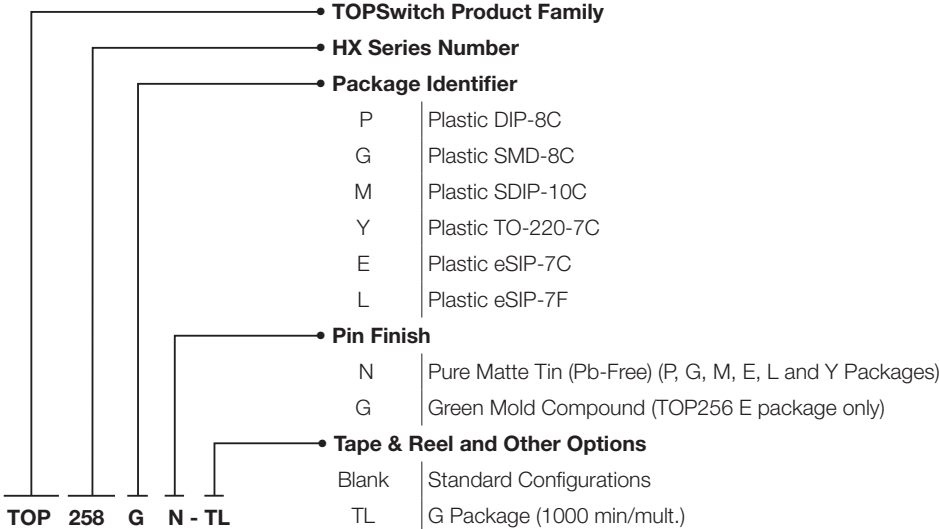 TOPSwitch Product Family
HX Series Number
Package Identifier
P Plastic DIP-8C
G Plastic SMD-8C
M Plastic SDIP-10C
Y Plastic TO-220-7C
E Plastic eSIP-7C
L Plastic eSIP-7F
Pin Finish
N Pure Matte Tin (Pb-Free) (P, G, M, E, L and Y Packages)
G Green Mold Compound (TOP256 E package only)
Tape & Reel and Other Options
Blank Standard Configurations
TL G Package (1000 min/mult.)
TOP 258 G N - TL